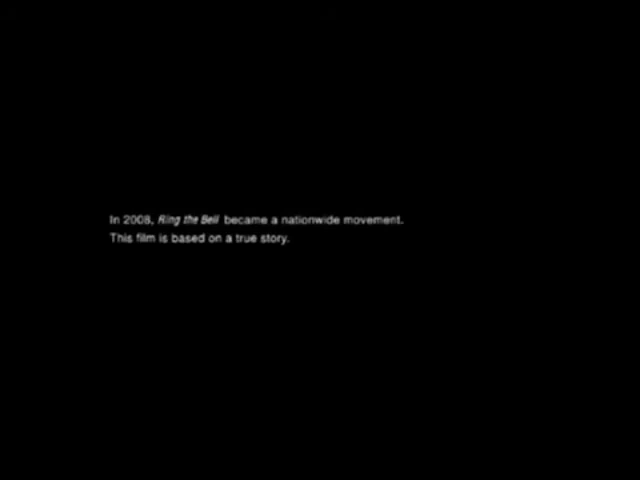 In 2008, Ring the Bell became a nationwide movement.
This film is based on a true story.